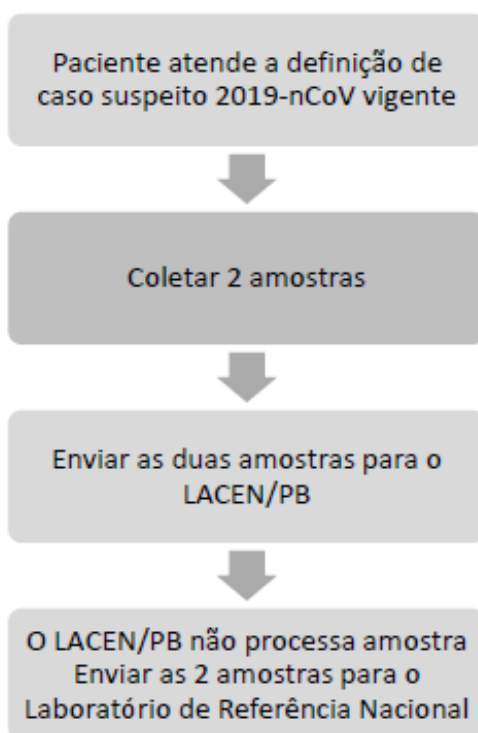 Paciente atende a definição de
caso suspeito 2019-nCoV vigente
Coletar 2 amostras
Enviar as duas amostras para o
LACEN/PB
O LACEN/PB não processa amostra
Enviar as 2 amostras para o
Laboratório de Referência Nacional